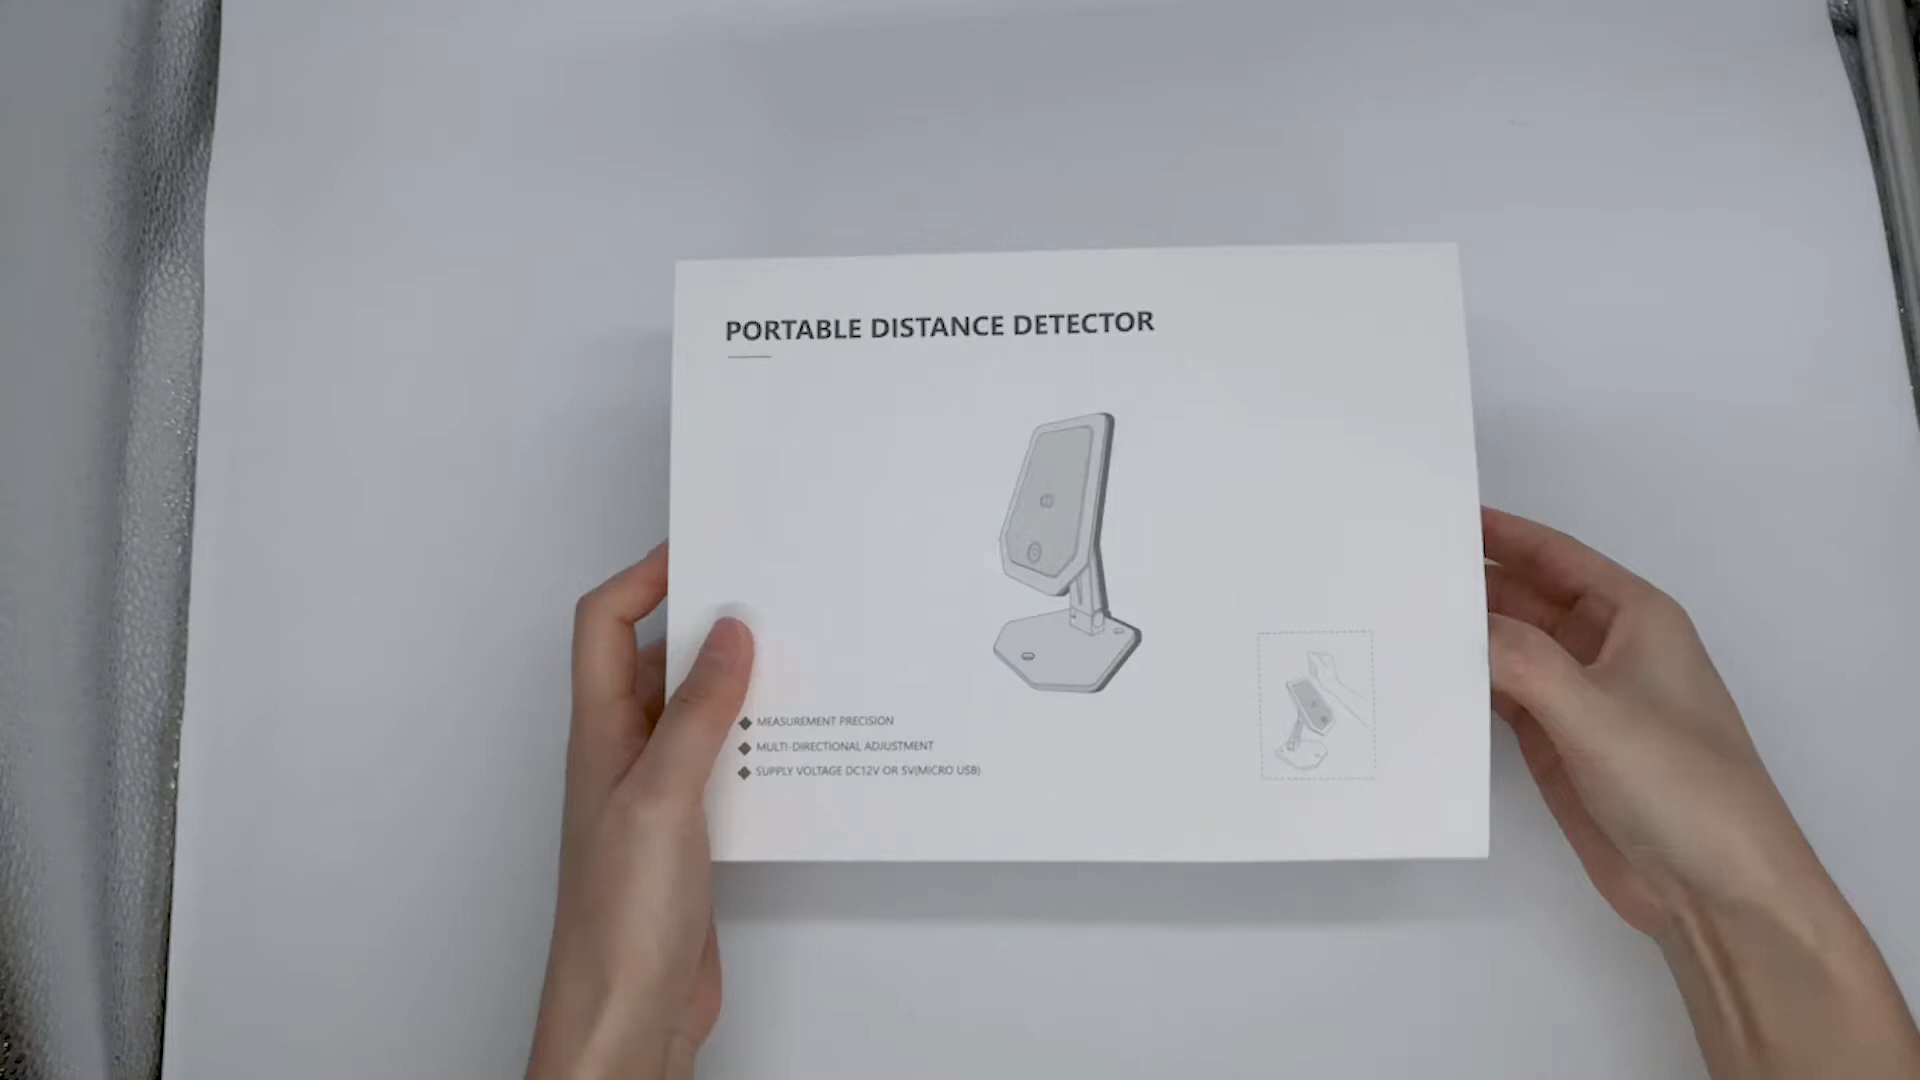 PORTABLE DISTANCE DETECTOR
MEASUREMENT PRECISION
MULTI-DIRECTIONAL ADJUSTMENT
SUPPLY VOLTAGE DC12V OR 5V(MICRO USB)